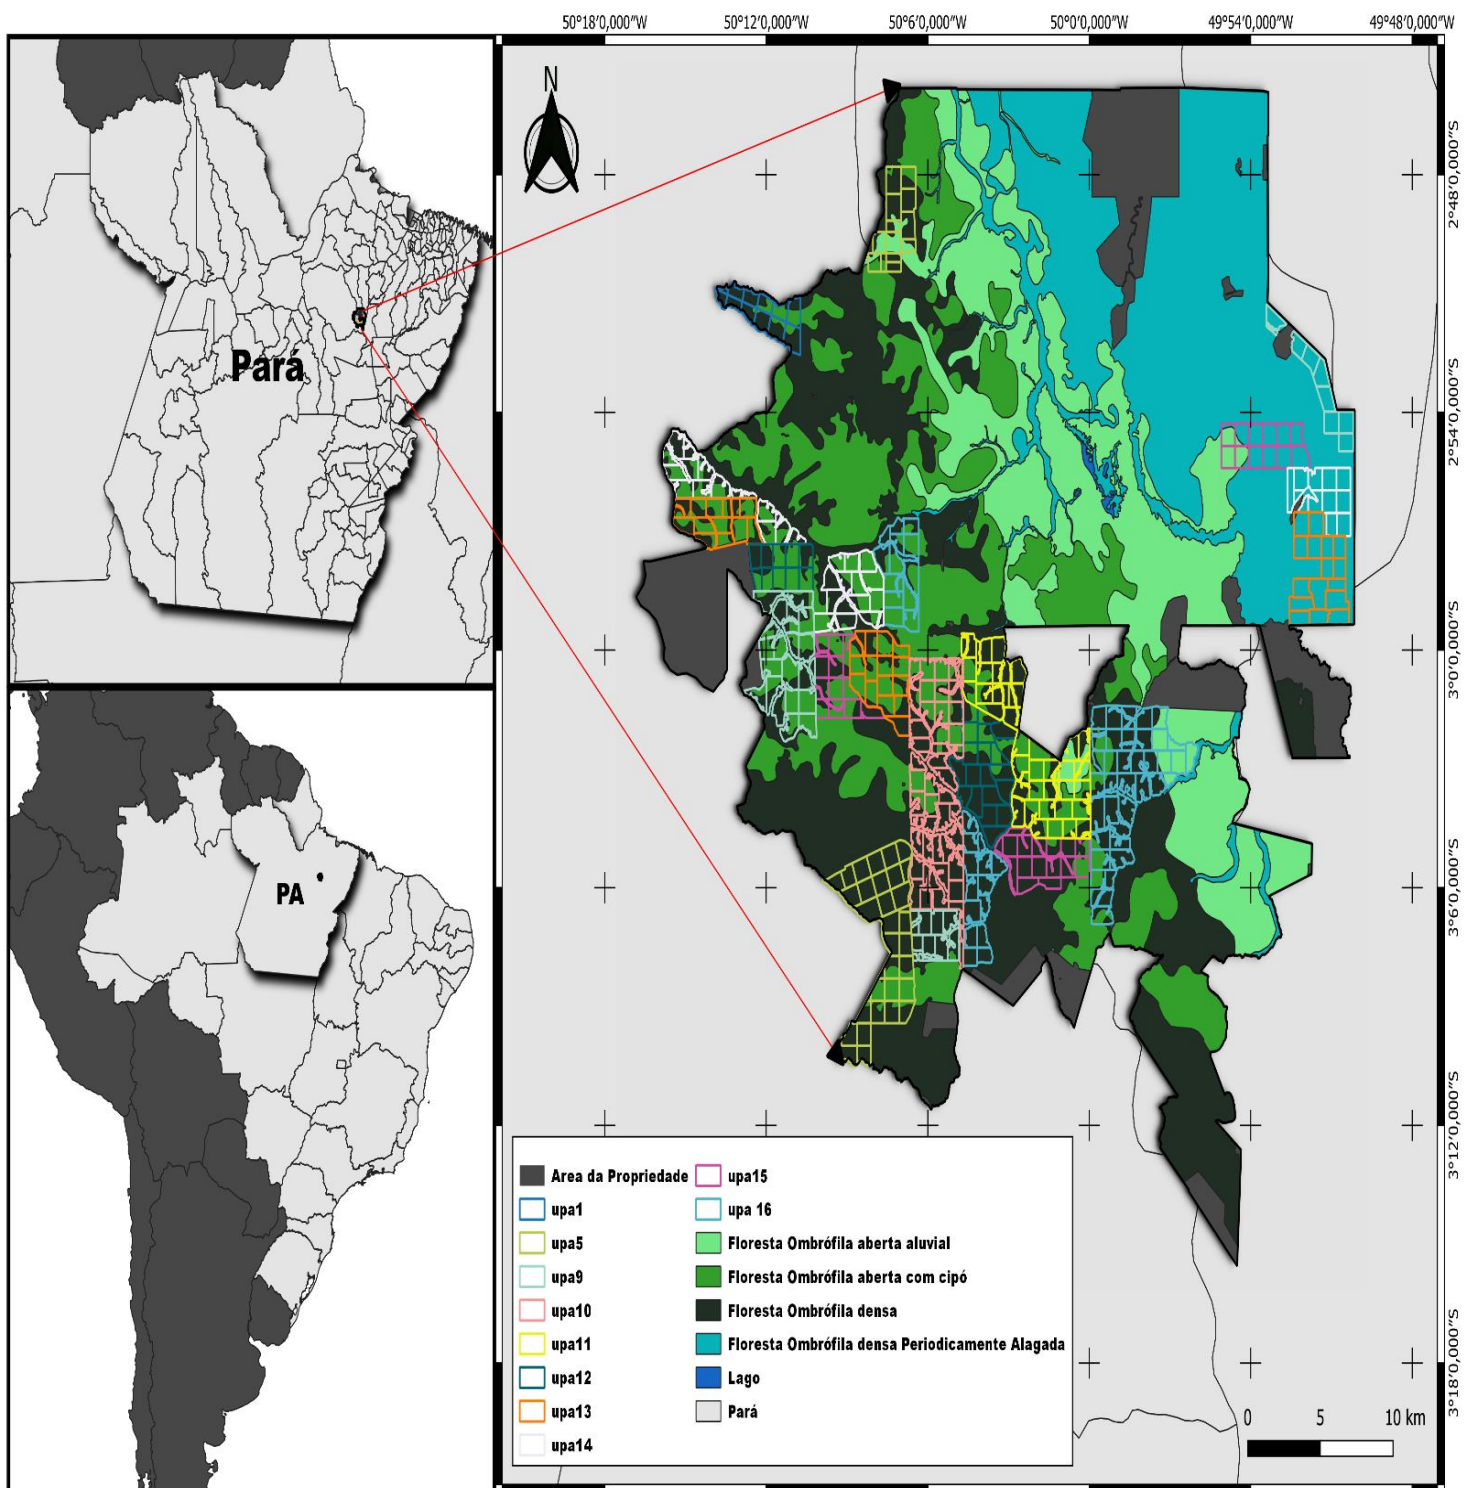 50°18'0,000"W 50°12'0,000"W 50°6'0,000"W 50°0'0,000"W 49°54'0,000"W 49°48'0,000"W
N
2°48'0,000"S
2°54'0,000"S
3°0'0,000"S
3°6'0,000"S
3°12'0,000"S
3°18'0,000"S
Pará
PA
Area da Propriedade
upa1
upa5
upa9
upa10
upa11
upa12
upa13
upa14
upa15
upa 16
Floresta Ombrófila aberta aluvial
Floresta Ombrófila aberta com cipó
Floresta Ombrófila densa
Floresta Ombrófila densa Periodicamente Alagada
Lago
Pará
0 5 10 km